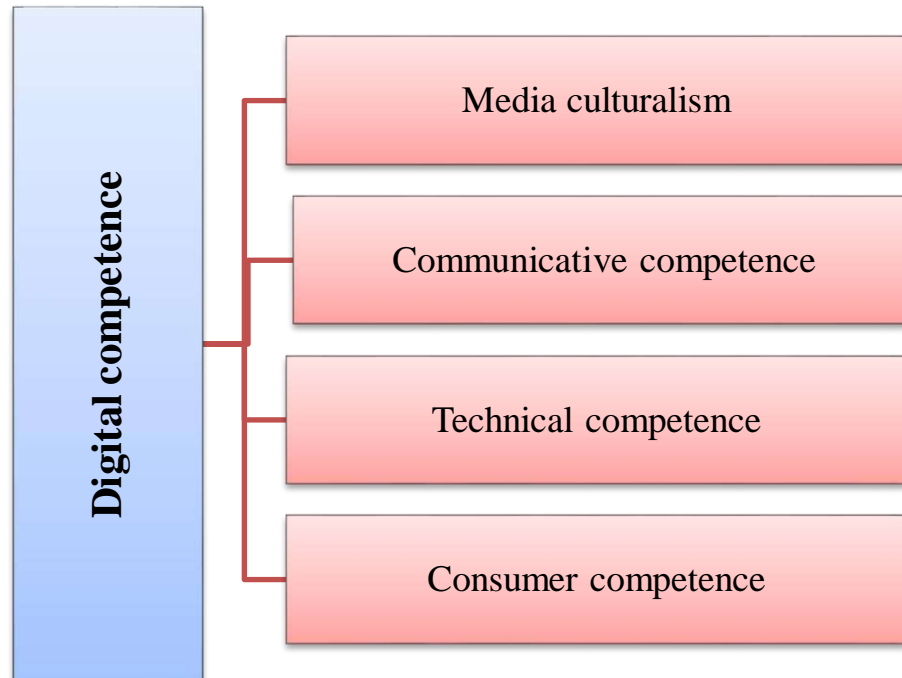 Digital competence
Media culturalism
Communicative competence
Technical competence
Consumer competence